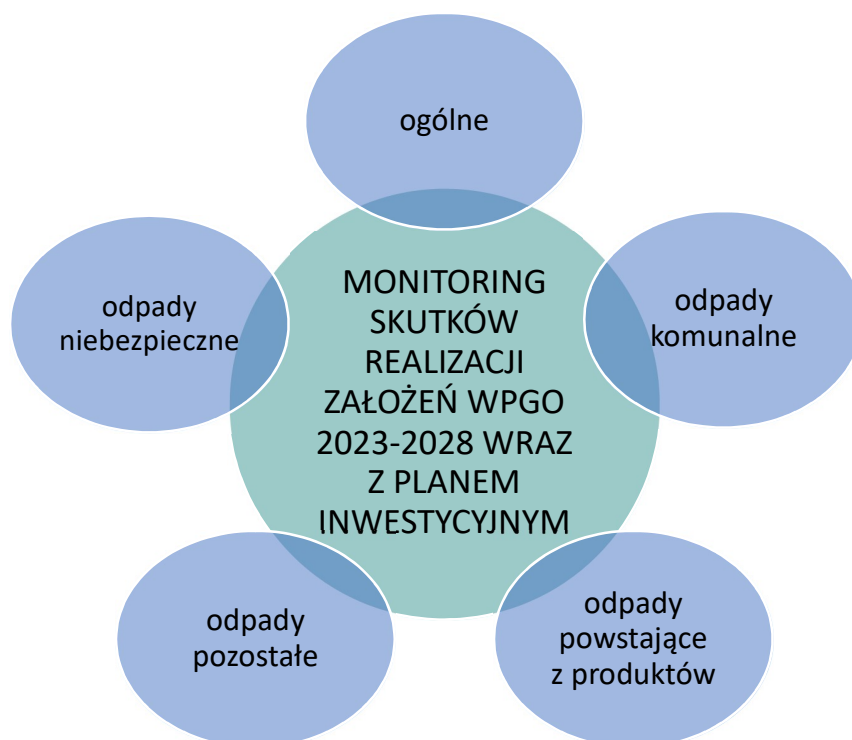 ogólne
MONITORING
SKUTKÓW
REALIZACJI
ZAŁOŻEŃ WPGO
2023-2028 WRAZ
Z PLANEM
INWESTYCYJNYM
odpady
komunalne
odpady
powstające
z produktów
odpady
pozostałe
odpady
niebezpieczne